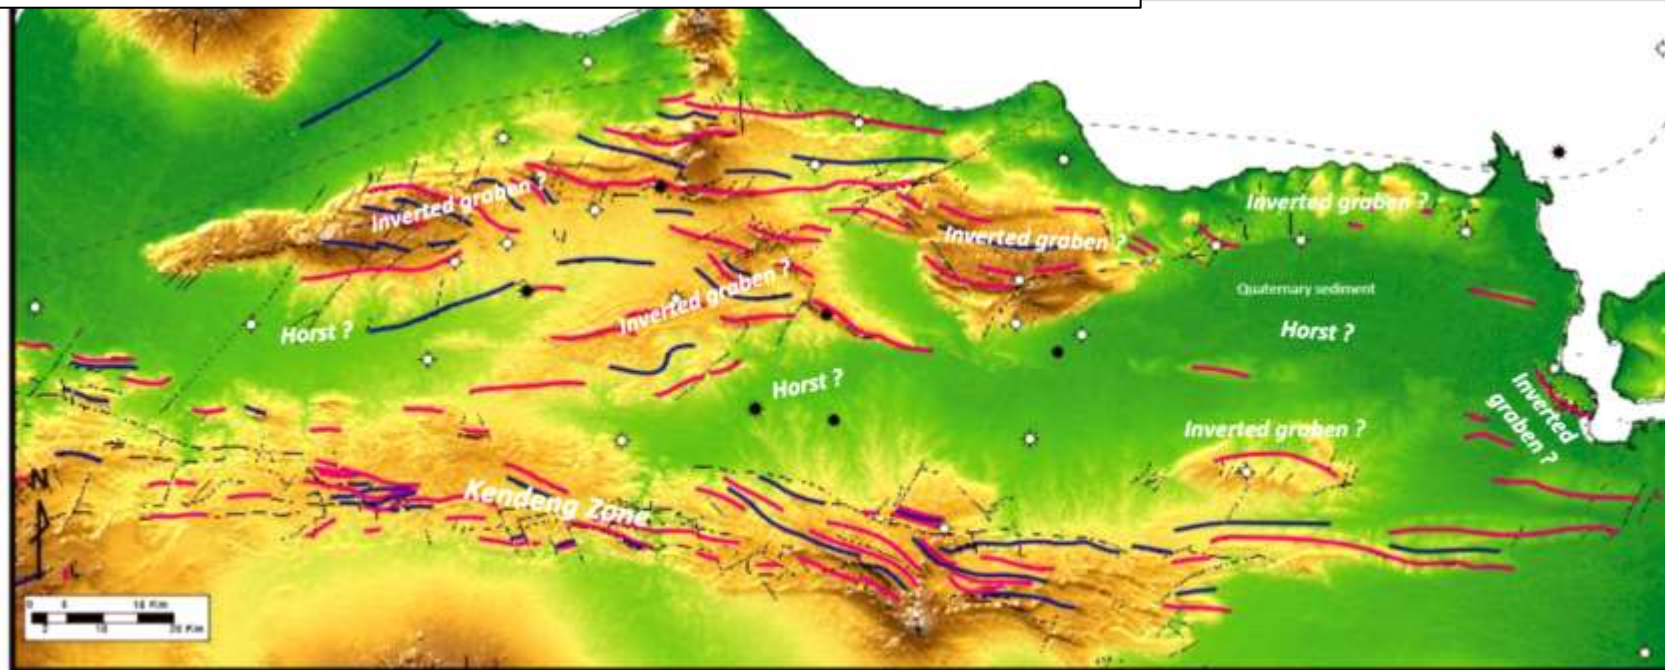 Inverted graben ?
Inverted graben ?
Inverted graben ?
Inverted graben ?
Quaternary sediment
Horst ?
Horst ?
Horst ?
Inverted
graben ?
Inverted graben ?
Kendeng Zone
N
0
10
20 Km